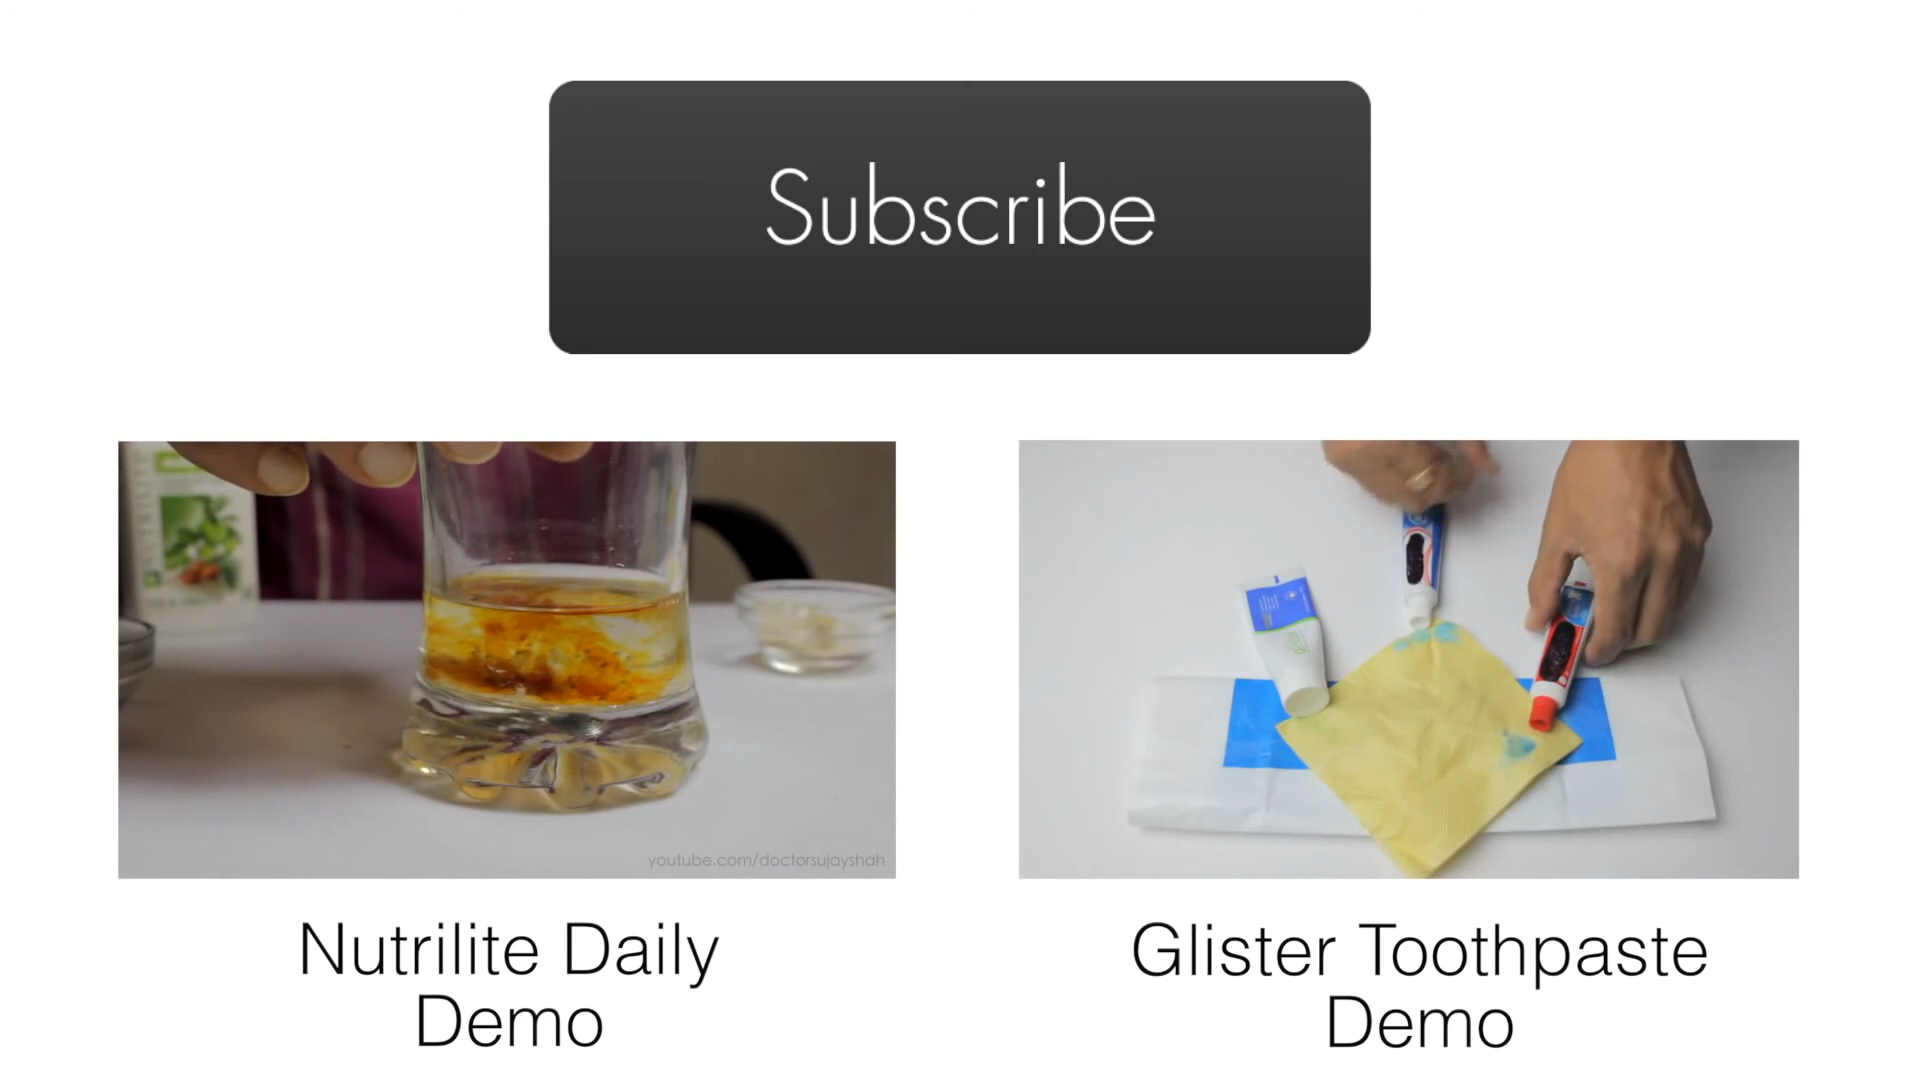 Subscribe
youtube.com/doctorsujayshah
Nutrilite Daily
Demo
Glister Toothpaste
Demo